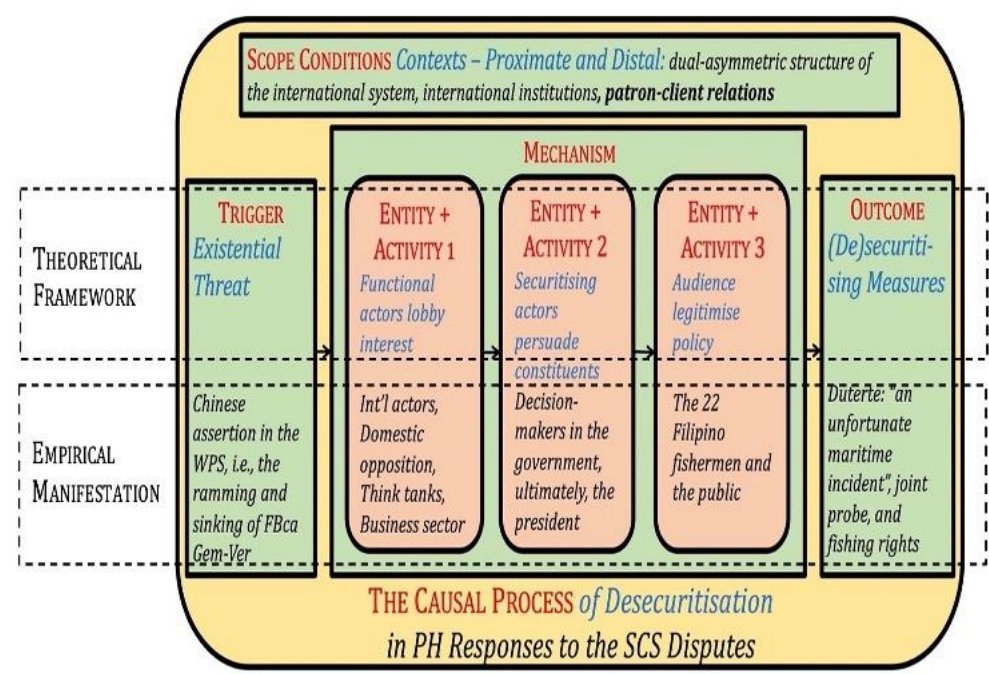 SCOPE CONDITIONS Contexts – Proximate and Distal: dual-asymmetric structure of
the international system, international institutions, patron-client relations
MECHANISM
THEORETICAL
FRAMEWORK
TRIGGER
Existential
Threat
ENTITY +
ACTIVITY 1
Functional
actors lobby
interest
ENTITY +
ACTIVITY 2
Securitising
actors
persuade
constituents
ENTITY +
ACTIVITY 3
Audience
legitimise
policy
OUTCOME
(De)securiti-
sing Measures
EMPIRICAL
MANIFESTATION
Chinese
assertion in the
WPS, i.e., the
ramming and
sinking of FBca
Gem-Ver
Int'l actors,
Domestic
opposition,
Think tanks,
Business sector
Decision-
makers in the
government,
ultimately, the
president
The 22
Filipino
fishermen and
the public
Duterte: "an
unfortunate
maritime
incident", joint
probe, and
fishing rights
THE CAUSAL PROCESS of Desecuritisation
in PH Responses to the SCS Disputes